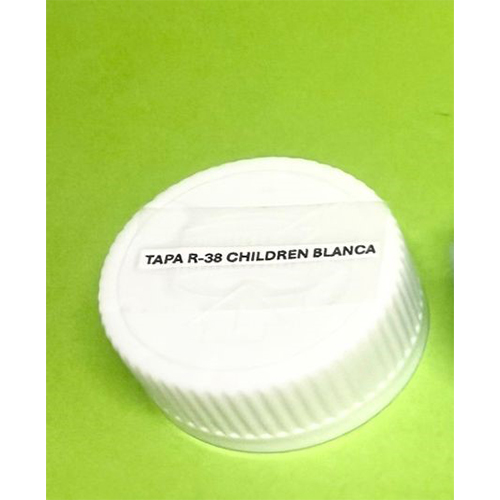 TAPA R-38 CHILDREN BLANCA